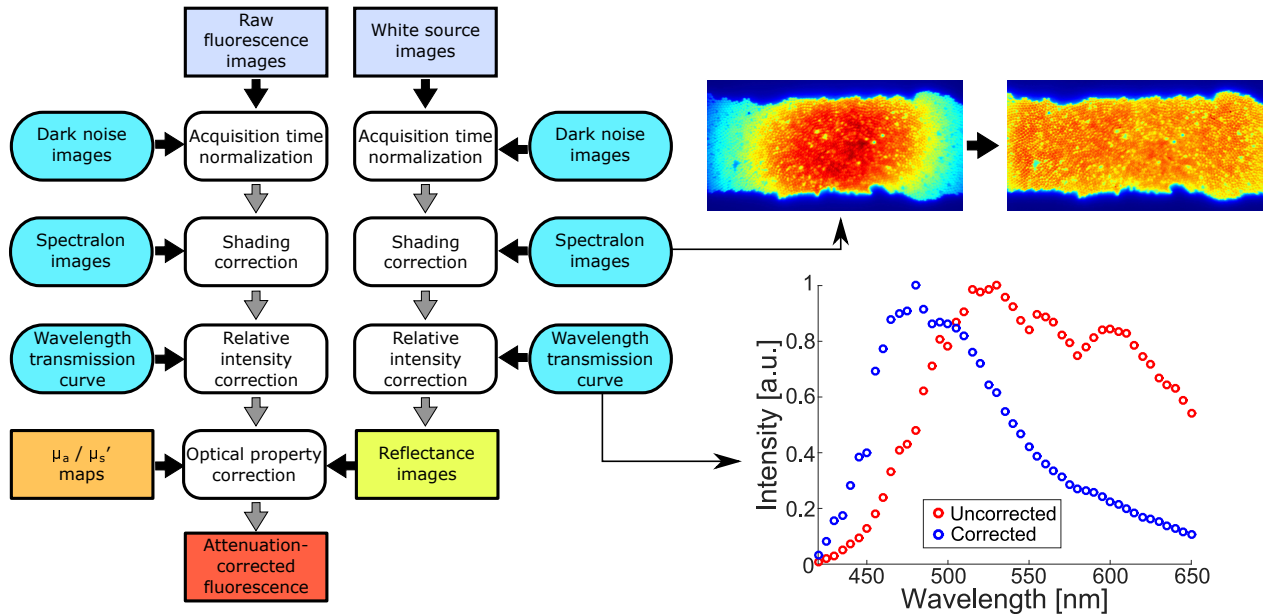 Raw
fluorescence
images
White source
images
Dark noise
images
Acquisition time
normalization
Acquisition time
normalization
Dark noise
images
Spectralon
images
Shading
correction
Shading
correction
Spectralon
images
Wavelength
transmission
curve
Relative
intensity
correction
Relative
intensity
correction
Wavelength
transmission
curve
μa / μs′
maps
Optical property
correction
Reflectance
images
Attenuation-
corrected
fluorescence
Intensity [a.u.]
1
0.8
0.6
0.4
0.2
0
Uncorrected
Corrected
450
500
550
600
650
Wavelength [nm]